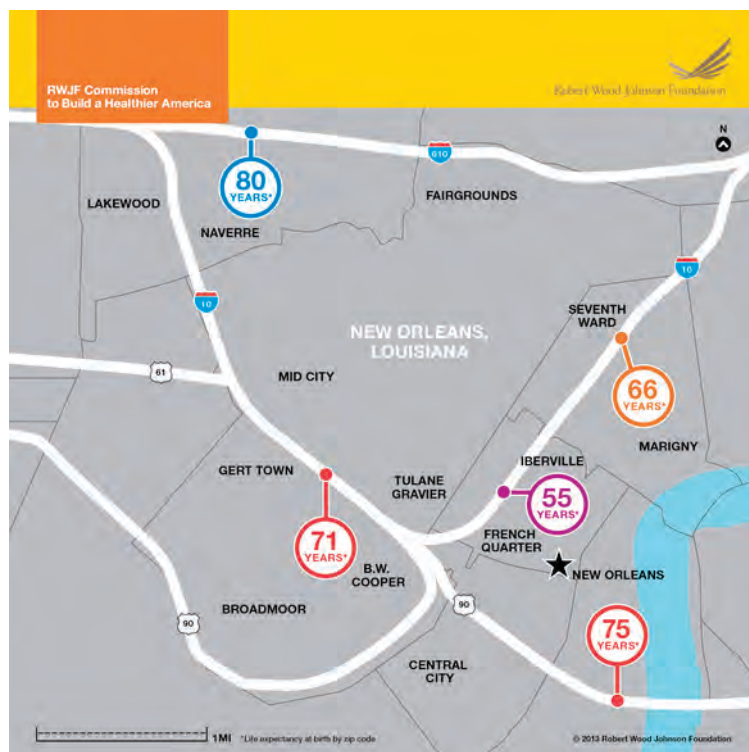 RWJF Commission
to Build a Healthier America
Robert Wood Johnson Foundation
N
610
80
YEARS*
LAKEWOOD
FAIRGROUNDS
NAVERRE
10
10
SEVENTH
WARD
NEW ORLEANS,
LOUISIANA
61
MID CITY
66
YEARS*
MARIGNY
GERT TOWN
TULANE
GRAVIER
IBERVILLE
55
YEARS*
71
YEARS*
FRENCH
QUARTER
B.W.
COOPER
NEW ORLEANS
BROADMOOR
90
90
75
YEARS*
CENTRAL
CITY
1MI
*Life expectancy at birth by zip code
© 2013 Robert Wood Johnson Foundation